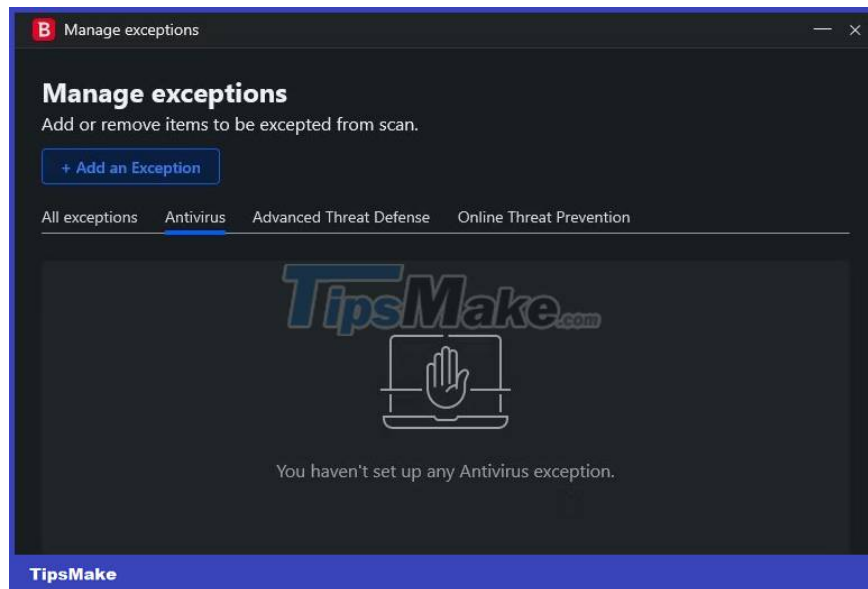 B Manage exceptions
Manage exceptions
Add or remove items to be excepted from scan.
+ Add an Exception
All exceptions Antivirus Advanced Threat Defense Online Threat Prevention
TipsMake.com
You haven't set up any Antivirus exception.
TipsMake